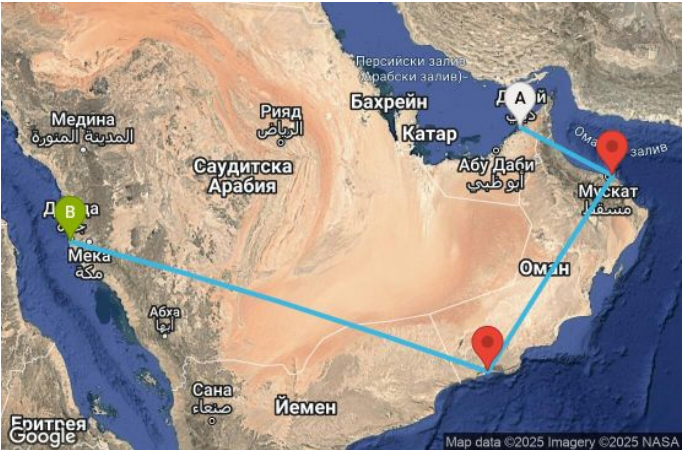 Персийски залив
(Арабски залив)
A
Бахрейн
Медина
المدينة المنورة
Рияд
الرياض
Катар
دبي
залив
Абу Даби
أبو ظبي
Саудитска
Арабия
Мускат
مسقط
B
Мека
مكة
Оман
Абха
أبها
Сана
صنعاء
Йемен
Еритрея
Google
Map data ©2025 Imagery ©2025 NASA